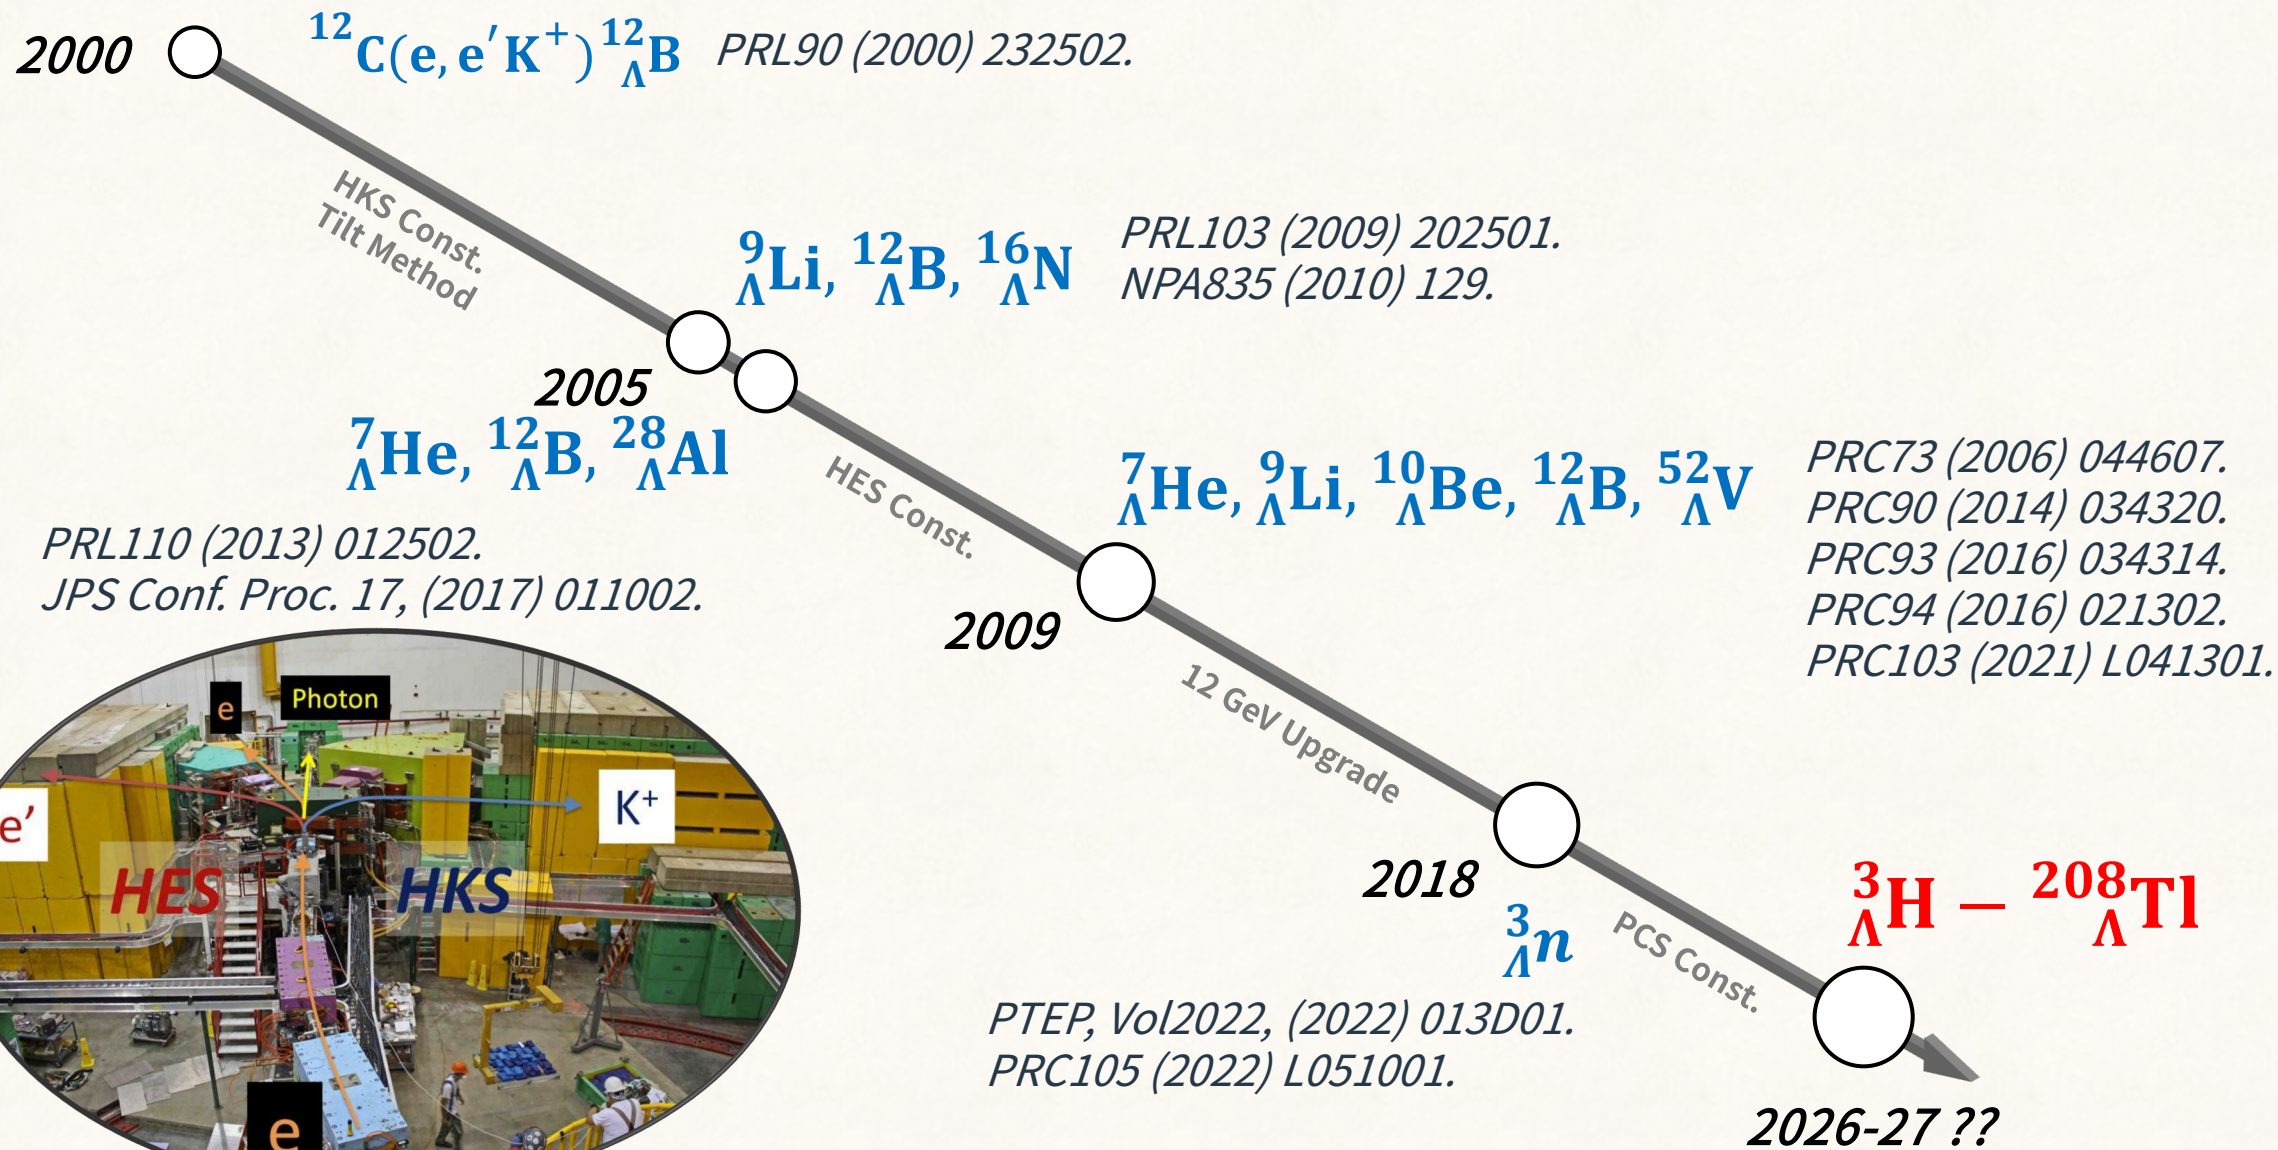 2000
¹²C(e, e′K⁺)¹²ΛB
PRL90 (2000) 232502.
HKS Const.
Tilt Method
⁹ΛLi, ¹²ΛB, ¹⁶ΛN
PRL103 (2009) 202501.
NPA835 (2010) 129.
2005
⁷ΛHe, ¹²ΛB, ²⁸ΛAl
PRL110 (2013) 012502.
JPS Conf. Proc. 17, (2017) 011002.
HES Const.
⁷ΛHe, ⁹ΛLi, ¹⁰ΛBe, ¹²ΛB, ⁵²ΛV
PRC73 (2006) 044607.
PRC90 (2014) 034320.
PRC93 (2016) 034314.
PRC94 (2016) 021302.
PRC103 (2021) L041301.
2009
12 GeV Upgrade
e
Photon
e′
K⁺
HES
HKS
e
2018
³Λn
PTEP, Vol2022, (2022) 013D01.
PRC105 (2022) L051001.
PCS Const.
³ΛH – ²⁰⁸ΛTl
2026-27 ??